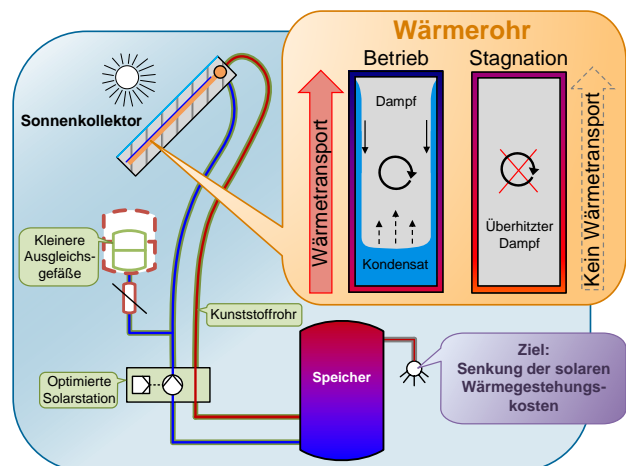 Wärmerohr
Betrieb
Stagnation
Dampf
Kondensat
Überhitzter
Dampf
Wärmetransport
Kein Wärmetransport
Sonnenkollektor
Kleinere
Ausgleichs-
gefäße
Kunststoffrohr
Optimierte
Solarstation
Speicher
Ziel:
Senkung der solaren
Wärmegestehungs-
kosten